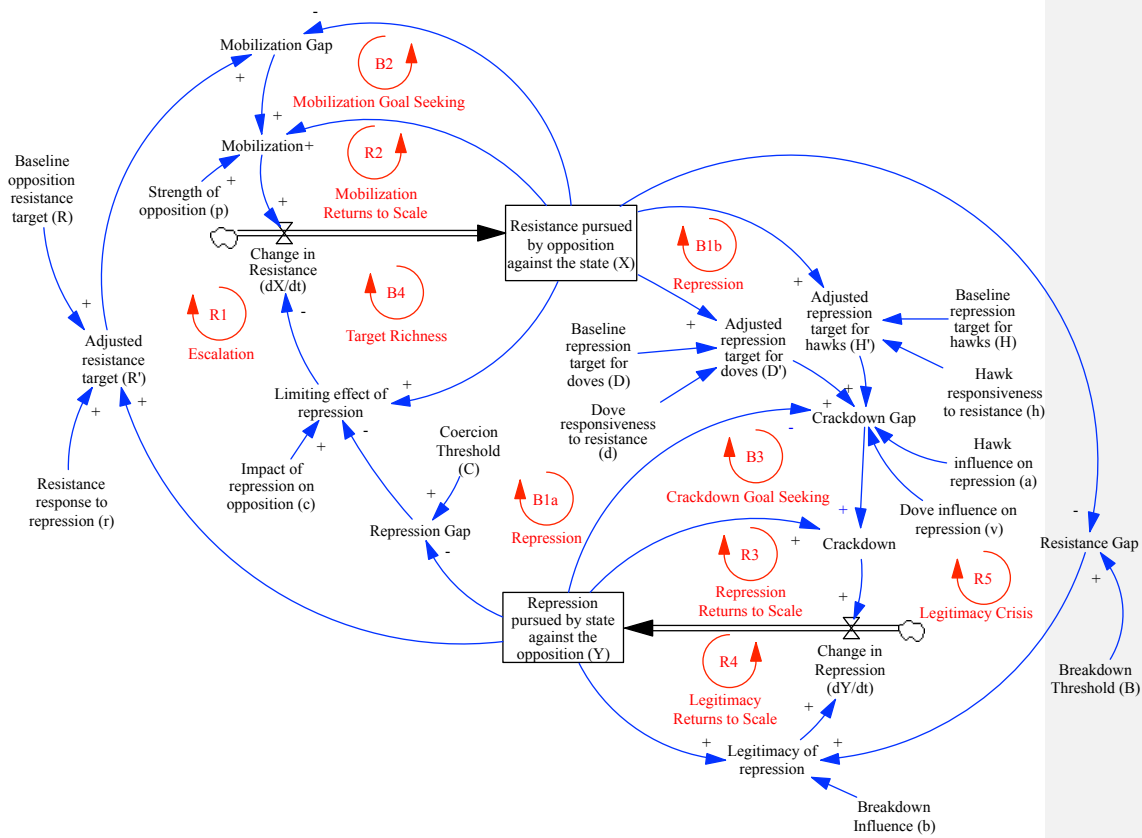 -
Mobilization Gap
+
B2
Mobilization Goal Seeking
+
Mobilization+
R2
Mobilization
Returns to Scale
Baseline
opposition
resistance
target (R)
+
Strength of
opposition (p)
+
Change in
Resistance
(dX/dt)
Resistance pursued
by opposition
against the state (X)
B1b
Repression
R1
Escalation
B4
Target Richness
-
+
Adjusted
resistance
target (R')
+
+
Baseline
repression
target for
doves (D)
+
Adjusted
repression
target for
doves (D')
+
Adjusted
repression
target for
hawks (H')
Baseline
repression
target for
hawks (H)
Hawk
responsiveness
to resistance (h)
Dove
responsiveness
to resistance
(d)
+
+
Crackdown Gap
-
Limiting effect of
repression
+
-
+
Impact of
repression on
opposition (c)
Coercion
Threshold
(C)
+
Repression Gap
-
Resistance
response to
repression (r)
B1a
Repression
B3
Crackdown Goal Seeking
Hawk
influence on
repression (a)
Dove influence on
repression (v)
+
Crackdown
+
R3
Repression
Returns to Scale
+
R5
Legitimacy Crisis
-
Resistance Gap
+
Breakdown
Threshold (B)
Repression
pursued by state
against the
opposition (Y)
R4
Legitimacy
Returns to Scale
Change in
Repression
(dY/dt)
+
+
Legitimacy of
repression
+
Breakdown
Influence (b)